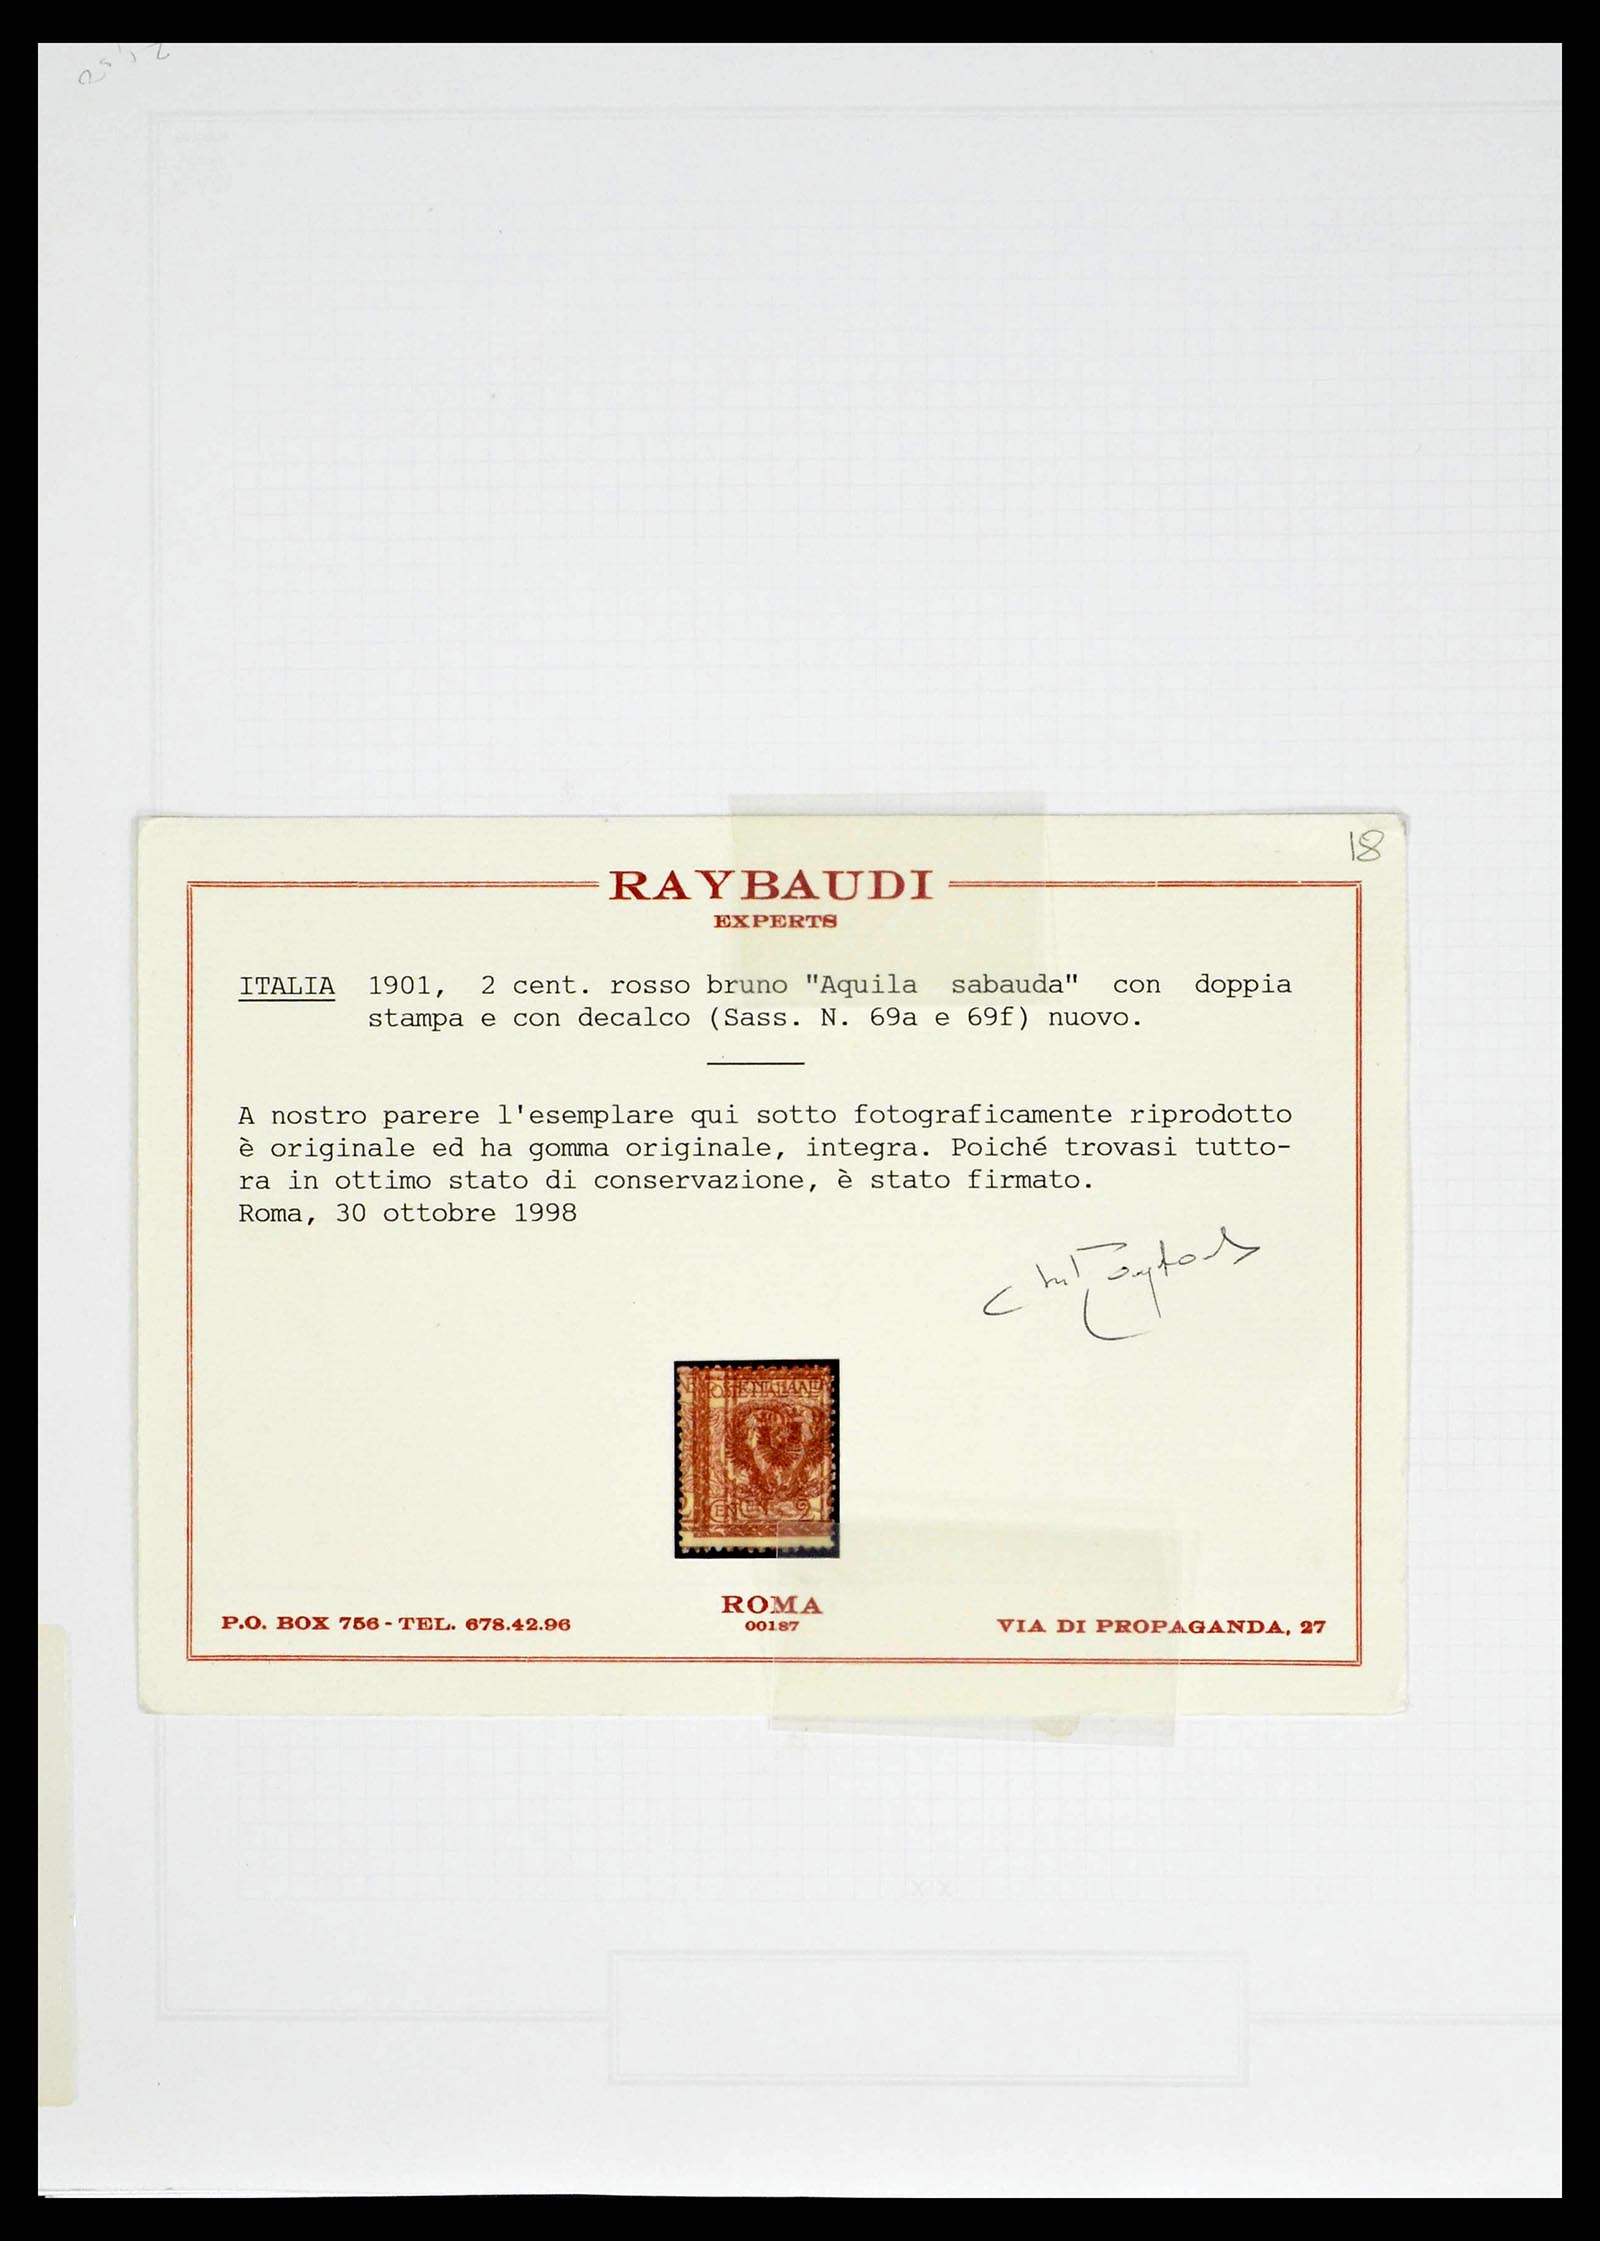 18
RAYBAUDI
EXPERTS
ITALIA 1901, 2 cent. rosso bruno "Aquila sabauda" con doppia
stampa e con decalco (Sass. N. 69a e 69f) nuovo.
A nostro parere l'esemplare qui sotto fotograficamente riprodotto
è originale ed ha gomma originale, integra. Poiché trovasi tutto-
ra in ottimo stato di conservazione, è stato firmato.
Roma, 30 ottobre 1998
ROMA
00187
P.O. BOX 756 - TEL. 678.42.96
VIA DI PROPAGANDA, 27